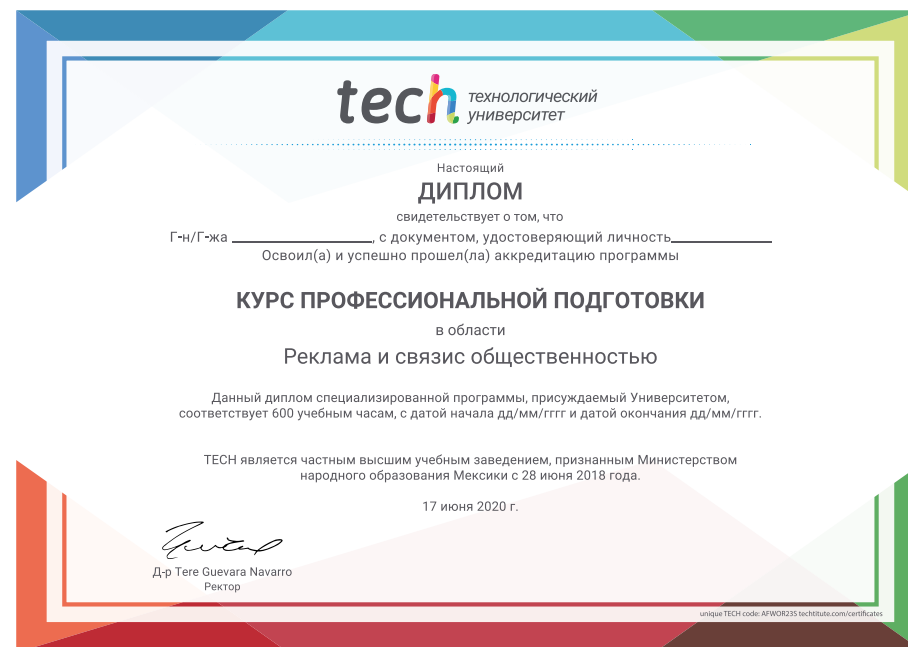 tech технологический
университет
Настоящий
ДИПЛОМ
свидетельствует о том, что
Г-н/Г-жа ____________________, с документом, удостоверяющий личность______________
Освоил(а) и успешно прошел(ла) аккредитацию программы
КУРС ПРОФЕССИОНАЛЬНОЙ ПОДГОТОВКИ
в области
Реклама и связис общественностью
Данный диплом специализированной программы, присуждаемый Университетом,
соответствует 600 учебным часам, с датой начала дд/мм/гггг и датой окончания дд/мм/гггг.
TECH является частным высшим учебным заведением, признанным Министерством
народного образования Мексики с 28 июня 2018 года.
17 июня 2020 г.
Д-р Tere Guevara Navarro
Ректор
unique TECH code: AFWOR23S techtitute.com/certificates